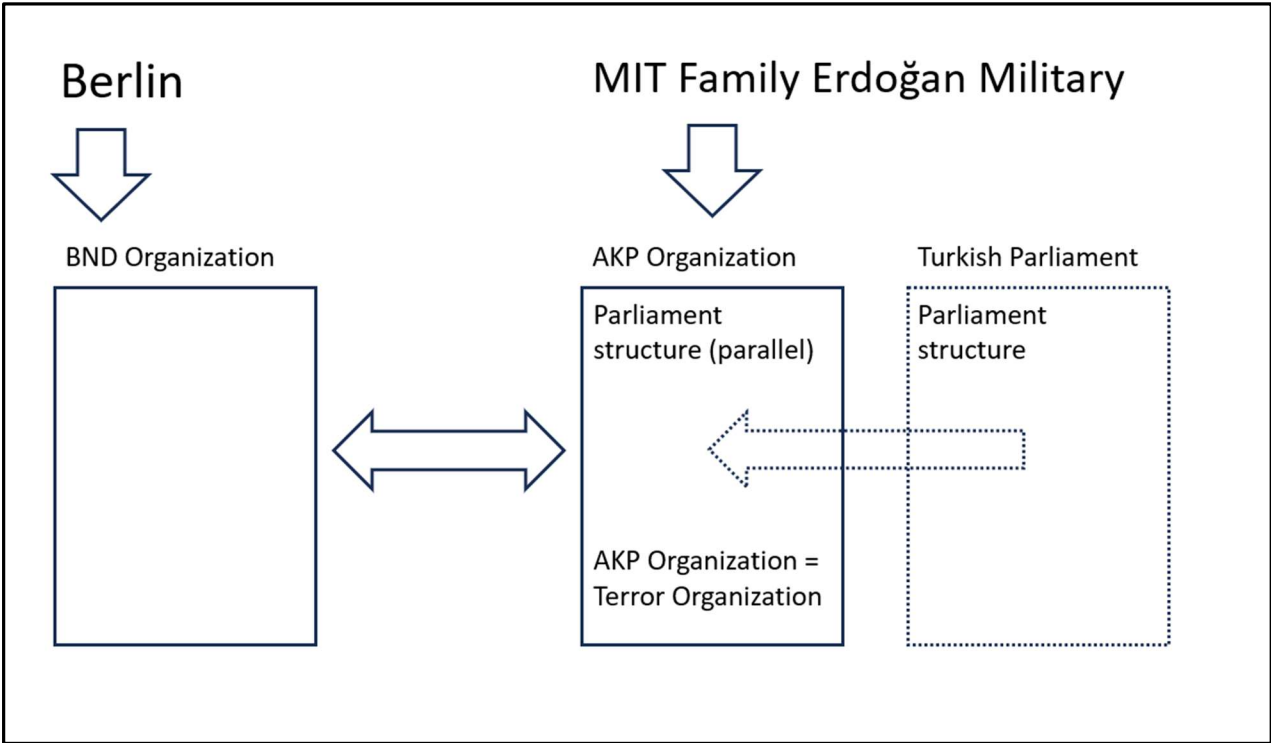 Berlin
MIT Family Erdoğan Military
BND Organization
AKP Organization
Turkish Parliament
Parliament
structure (parallel)
Parliament
structure
AKP Organization =
Terror Organization